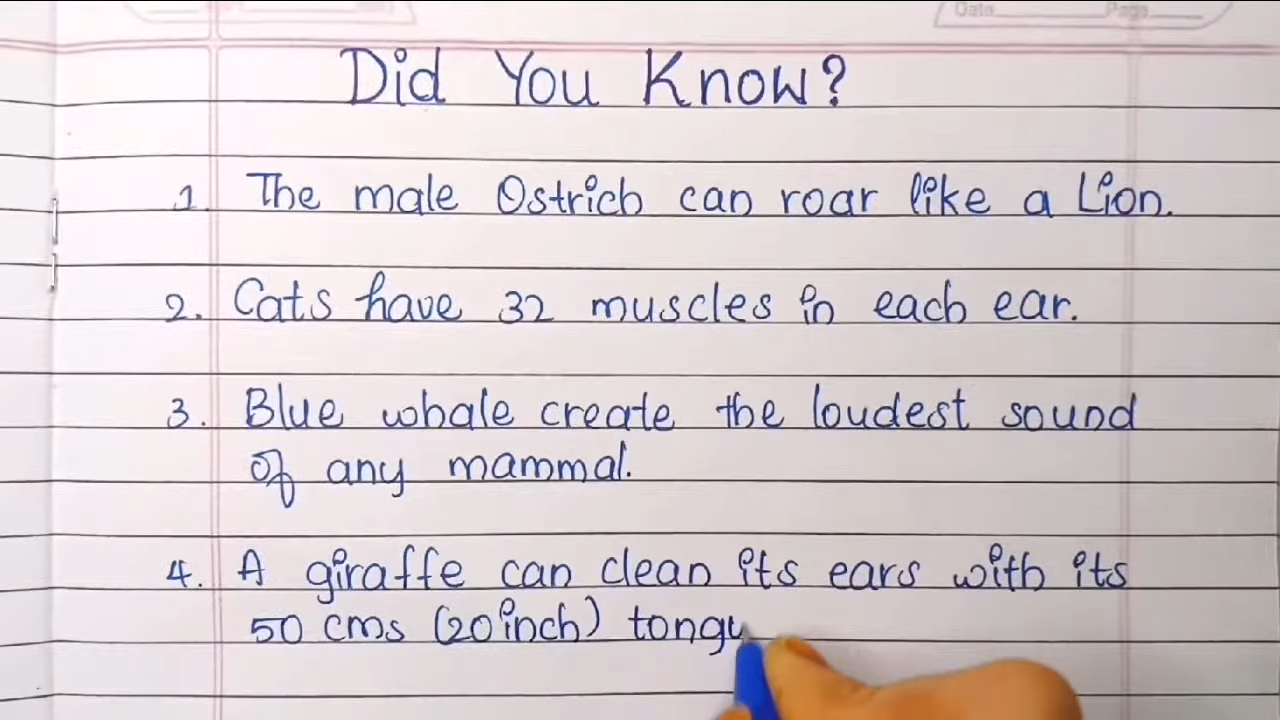 Date Page
Did You Know?
1. The male Ostrich can roar like a Lion.
2. Cats have 32 muscles in each ear.
3. Blue whale create the loudest sound
of any mammal.
4. A giraffe can clean its ears with its
50 cms (20 inch) tongu